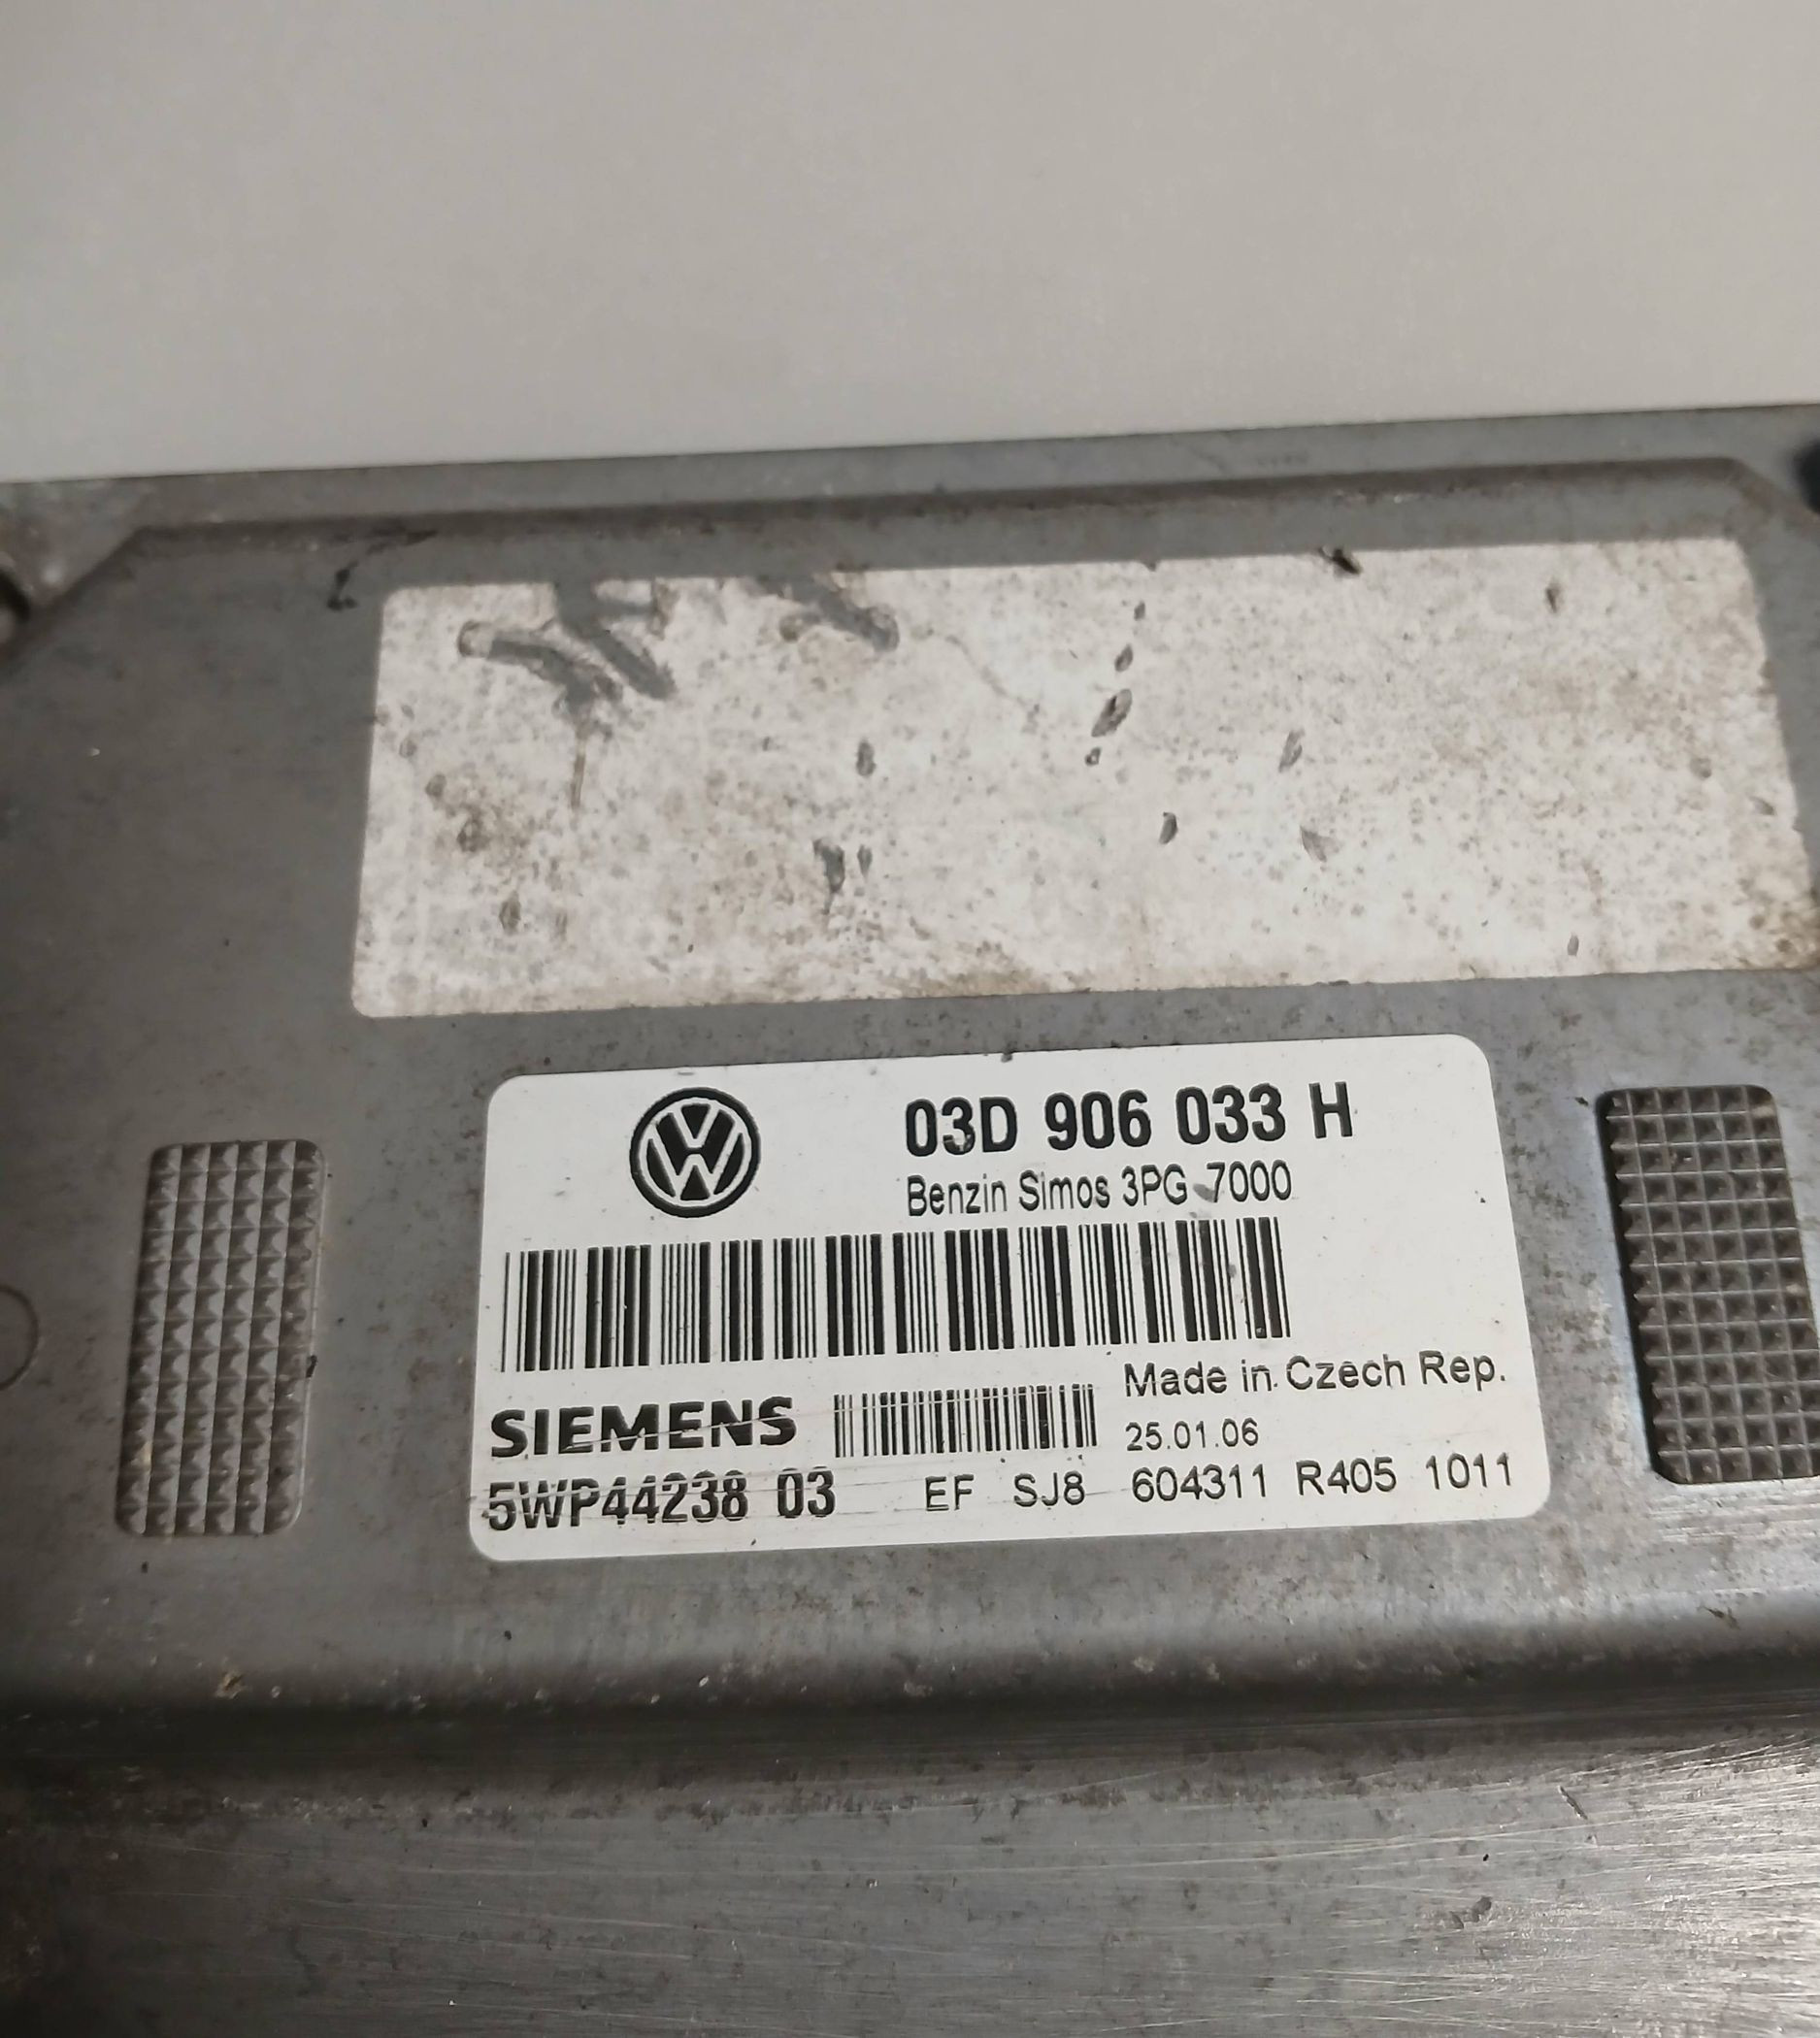 03D 906 033 H
Benzin Simos 3PG 7000
Made in Czech Rep.
SIEMENS
25.01.06
5WP44238 03 EF SJ8 604311 R405 1011